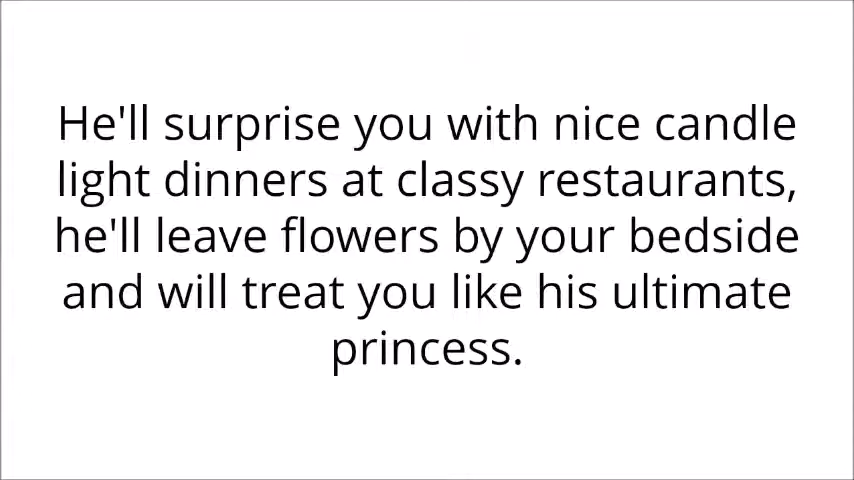 He'll surprise you with nice candle
light dinners at classy restaurants,
he'll leave flowers by your bedside
and will treat you like his ultimate
princess.